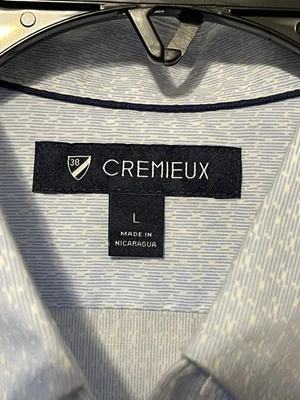 38 CREMIEUX
L
MADE IN
NICARAGUA